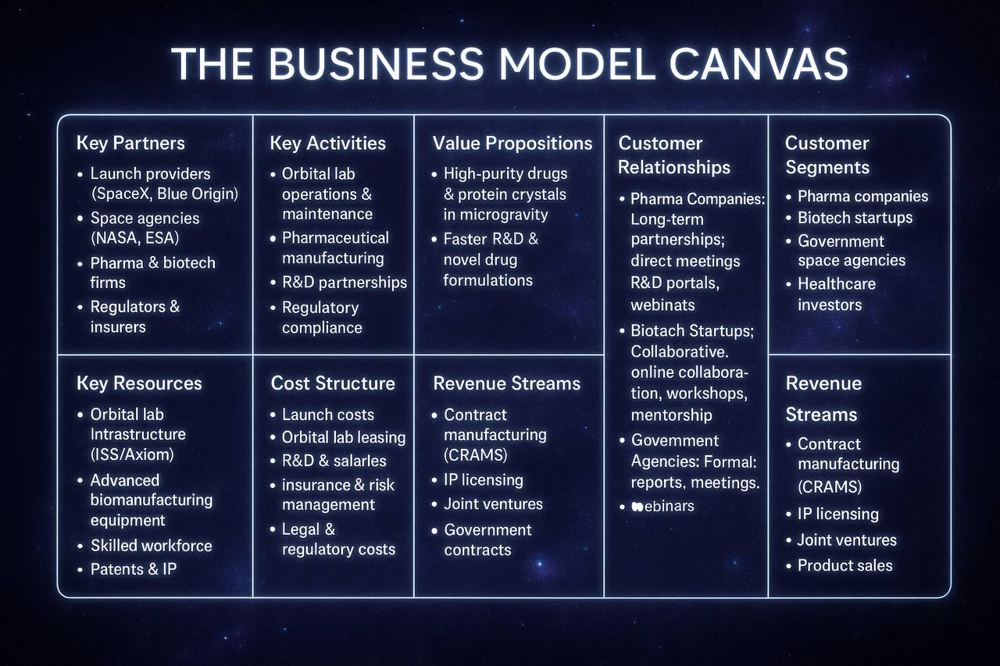 THE BUSINESS MODEL CANVAS
Key Partners
• Launch providers
(SpaceX, Blue Origin)
• Space agencies
(NASA, ESA)
• Pharma & biotech
firms
• Regulators &
insurers
Key Activities
• Orbital lab
operations &
maintenance
• Pharmaceutical
manufacturing
• R&D partnerships
• Regulatory
compliance
Value Propositions
• High-purity drugs
& protein crystals
in microgravity
• Faster R&D &
novel drug
formulations
Customer
Relationships
• Pharma Companies:
Long-term
partnerships;
direct meetings
R&D portals,
webinats
• Biotach Startups;
Collaborative.
online collabora-
tion, workshops,
mentorship
• Govemment
Agencies: Formal:
reports, meetings.
• ebinars
Customer
Segments
• Pharma companies
• Biotech startups
• Government
space agencies
• Healthcare
investors
Key Resources
• Orbital lab
Intrastructure
(ISS/Axiom)
• Advanced
biomanufacturing
equipment
• Skilled workforce
• Patents & IP
Cost Structure
• Launch costs
• Orbital lab leasing
• R&D & salarles
• insurance & risk
management
• Legal &
regulatory costs
Revenue Streams
• Contract
manufacturing
(CRAMS)
• IP licensing
• Joint ventures
• Government
contracts
Revenue
Streams
• Contract
manufacturing
(CRAMS)
• IP licensing
• Joint ventures
• Product sales